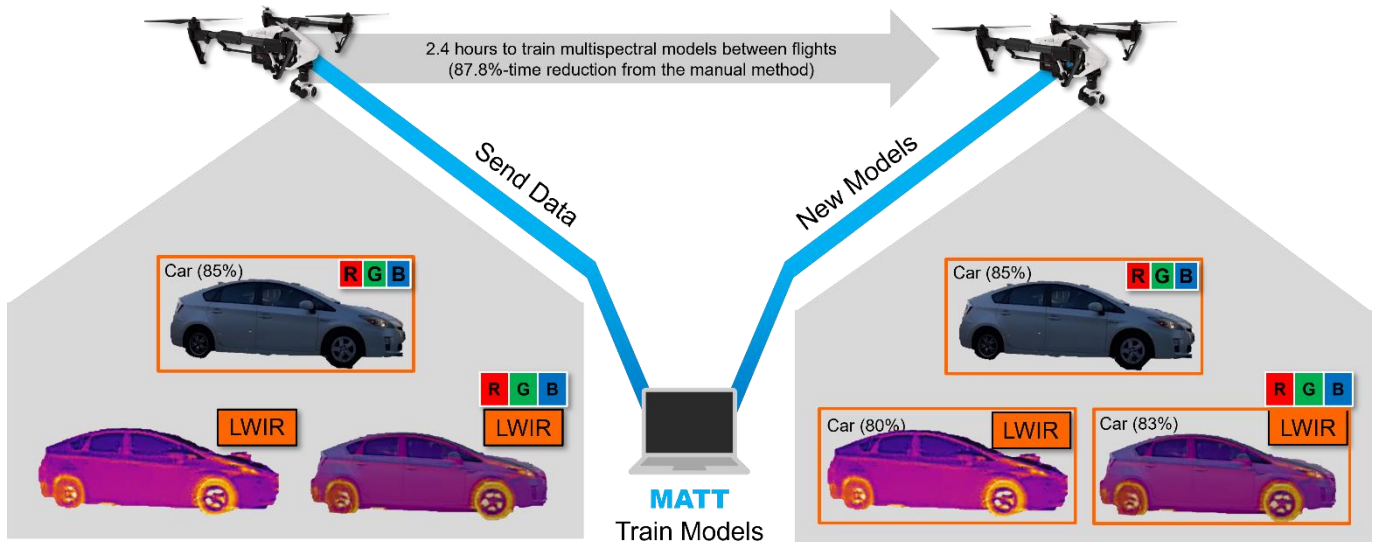 2.4 hours to train multispectral models between flights
(87.8%-time reduction from the manual method)
Send Data
New Models
Car (85%)
R G B
R G B
LWIR
LWIR
MATT
Train Models
Car (85%)
R G B
R G B
Car (80%)
LWIR
Car (83%)
LWIR